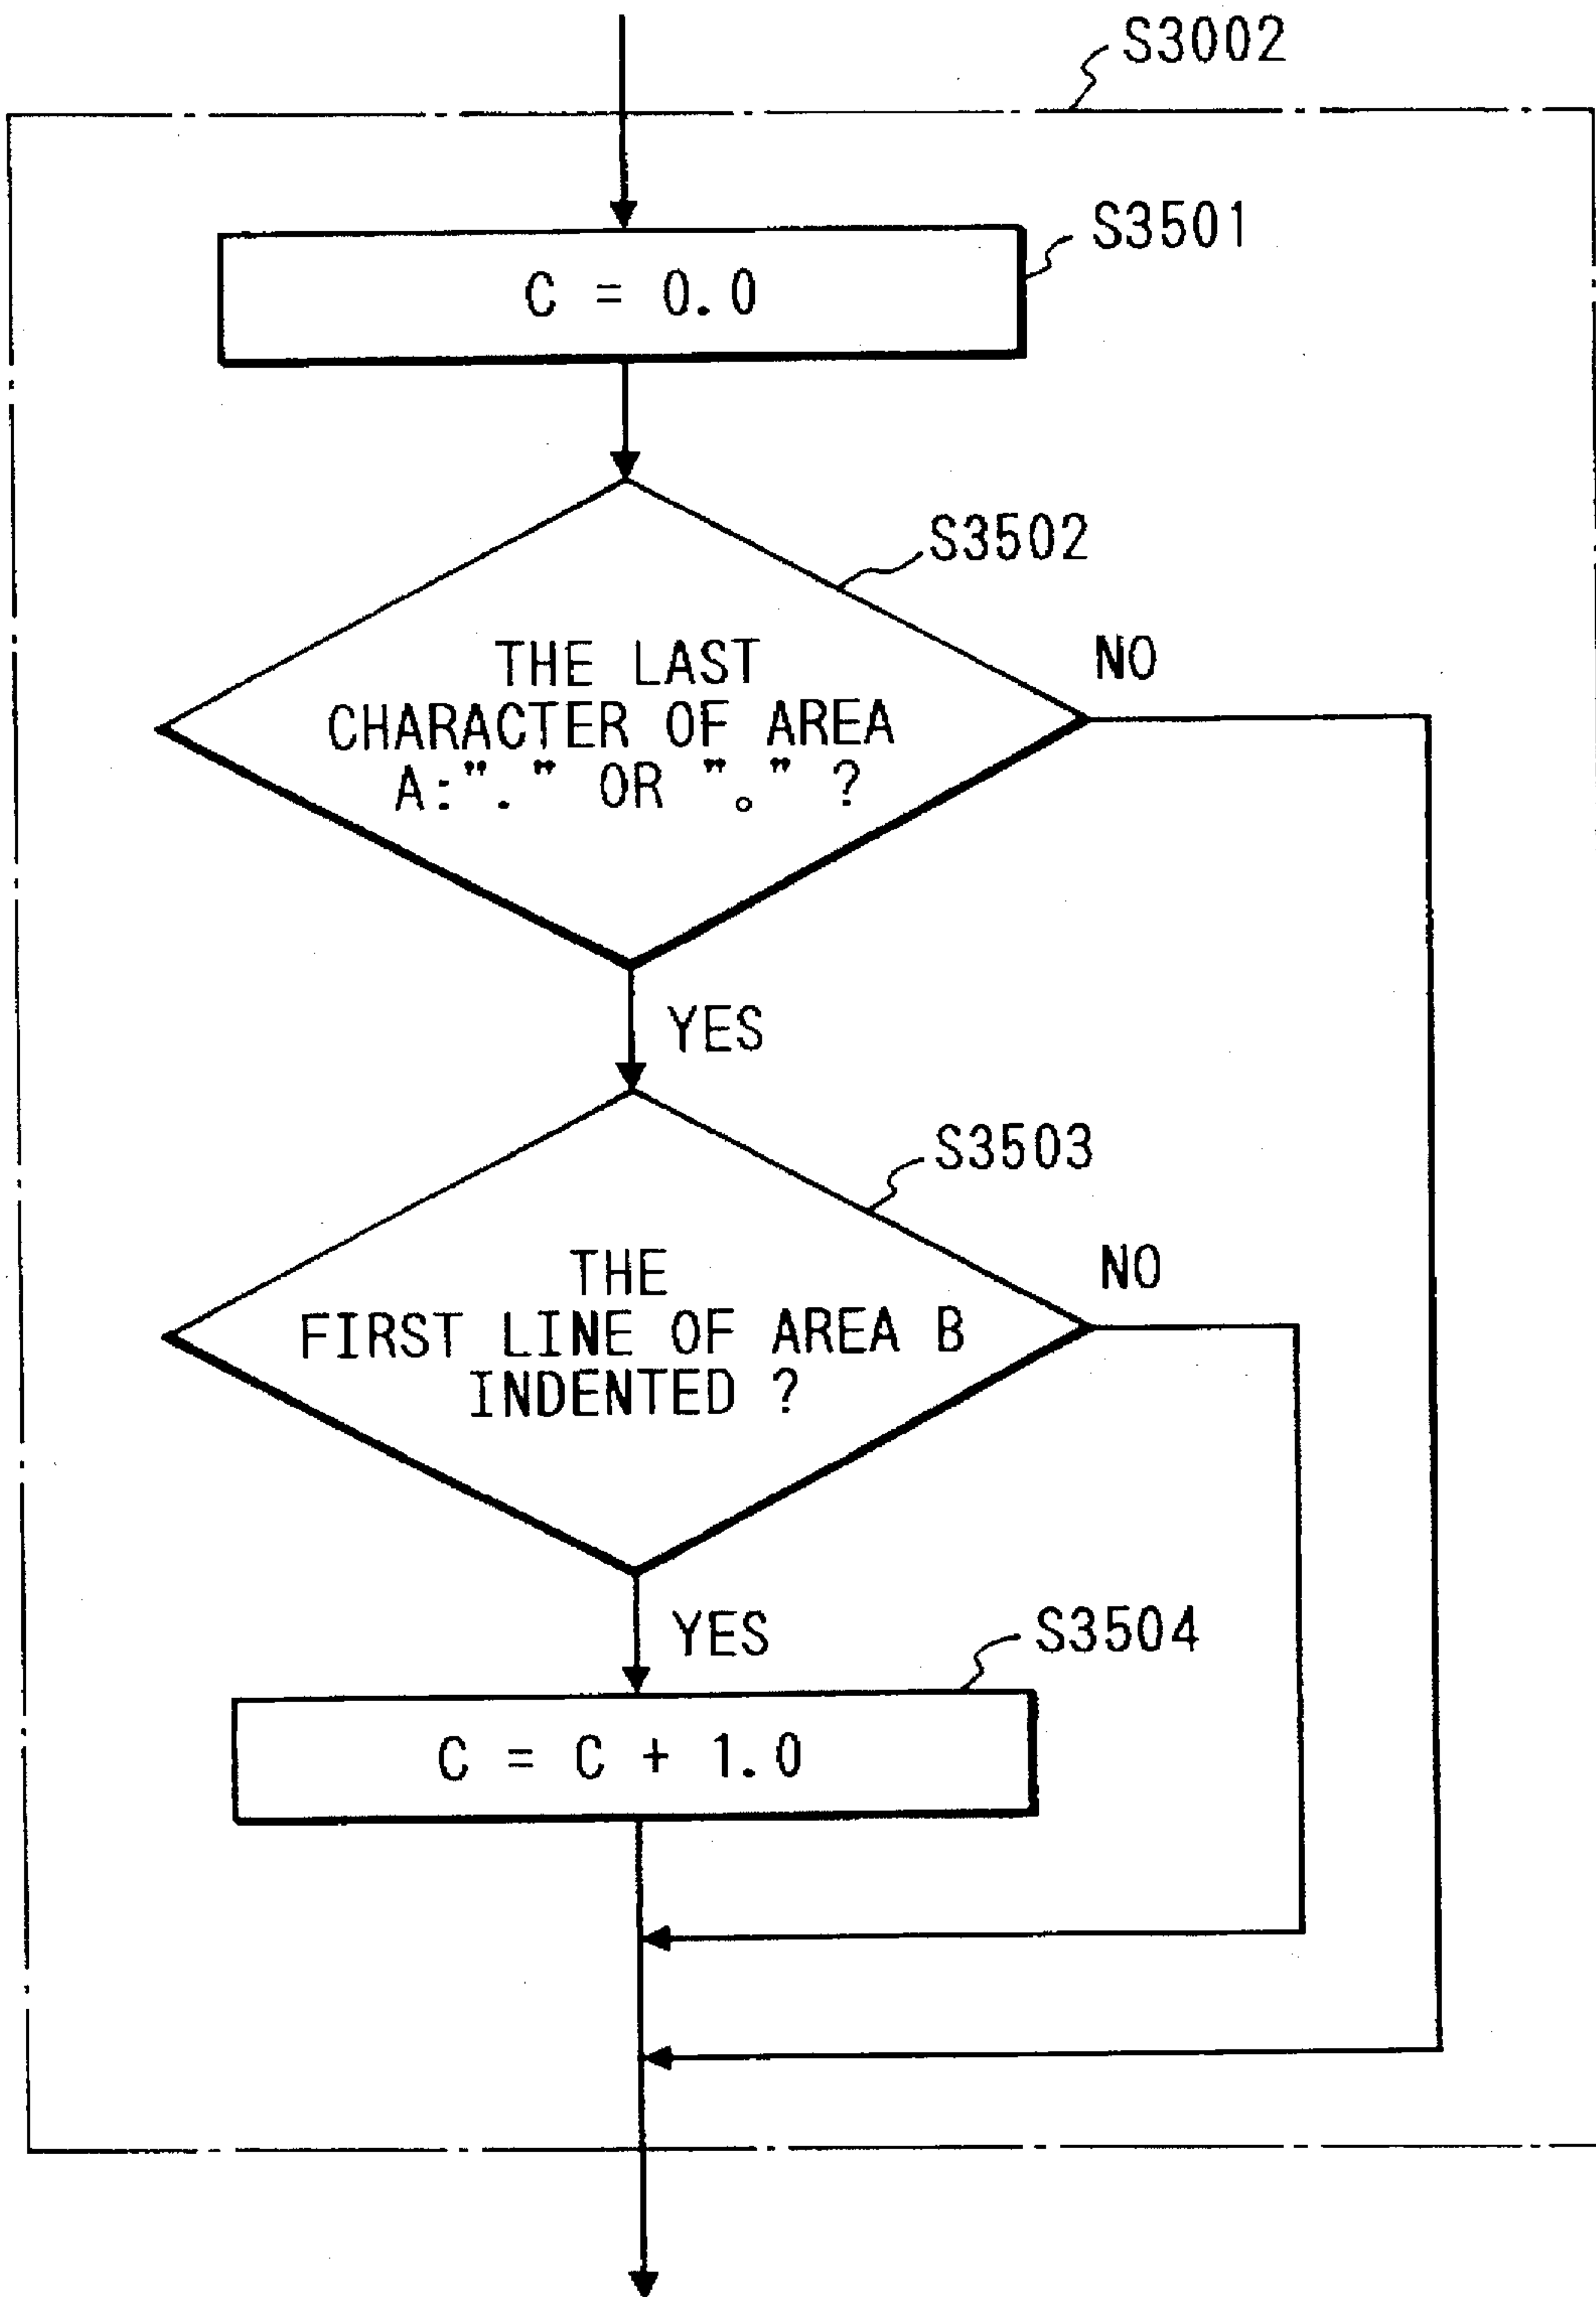 S3002
S3501
C = 0.0
S3502
THE LAST
CHARACTER OF AREA
A:"." OR "。" ?
NO
YES
S3503
THE
FIRST LINE OF AREA B
INDENTED ?
NO
YES
S3504
C = C + 1.0